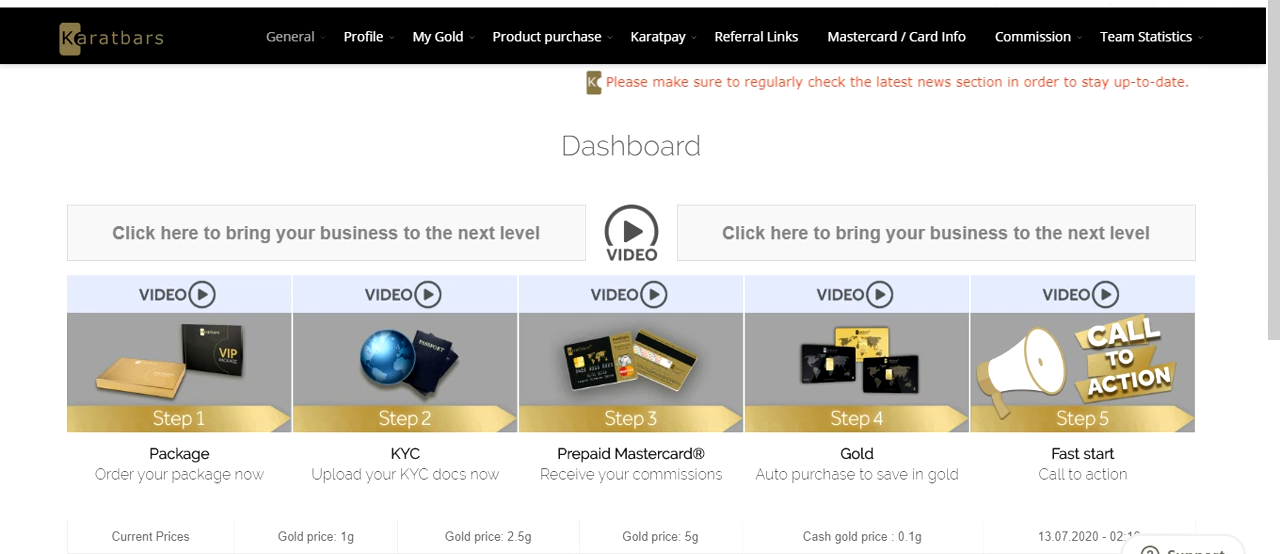 Karatbars
General Profile My Gold Product purchase Karatpay Referral Links Mastercard / Card Info Commission Team Statistics
Please make sure to regularly check the latest news section in order to stay up-to-date.
Dashboard
Click here to bring your business to the next level
VIDEO
Click here to bring your business to the next level
VIDEO VIDEO VIDEO VIDEO VIDEO
Karatbars
VIP
PACKAGE
PASSPORT
CALL
TO
ACTION
Step 1 Step 2 Step 3 Step 4 Step 5
Package KYC Prepaid Mastercard® Gold Fast start
Order your package now Upload your KYC docs now Receive your commissions Auto purchase to save in gold Call to action
Current Prices Gold price: 1g Gold price: 2.5g Gold price: 5g Cash gold price : 0.1g 13.07.2020 -
Support